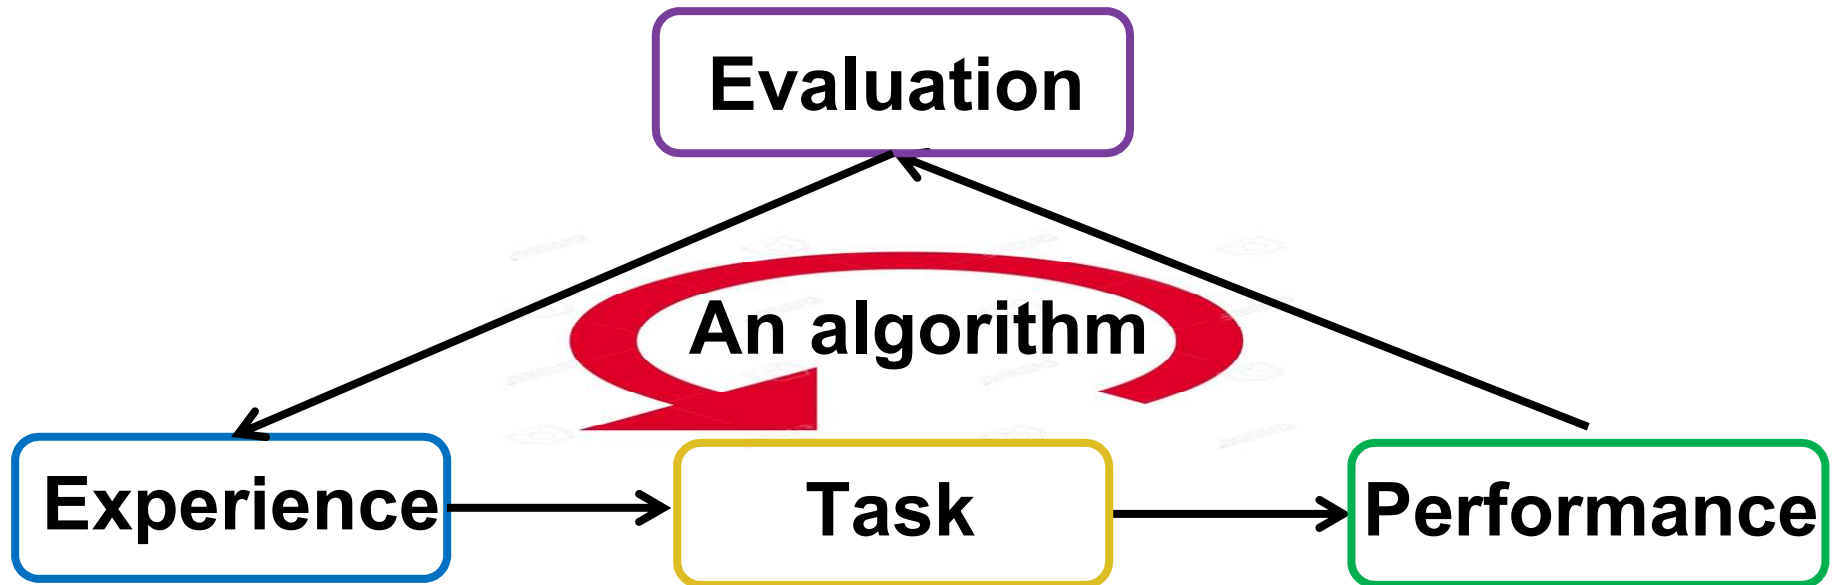 Evaluation
An algorithm
Experience
Task
Performance